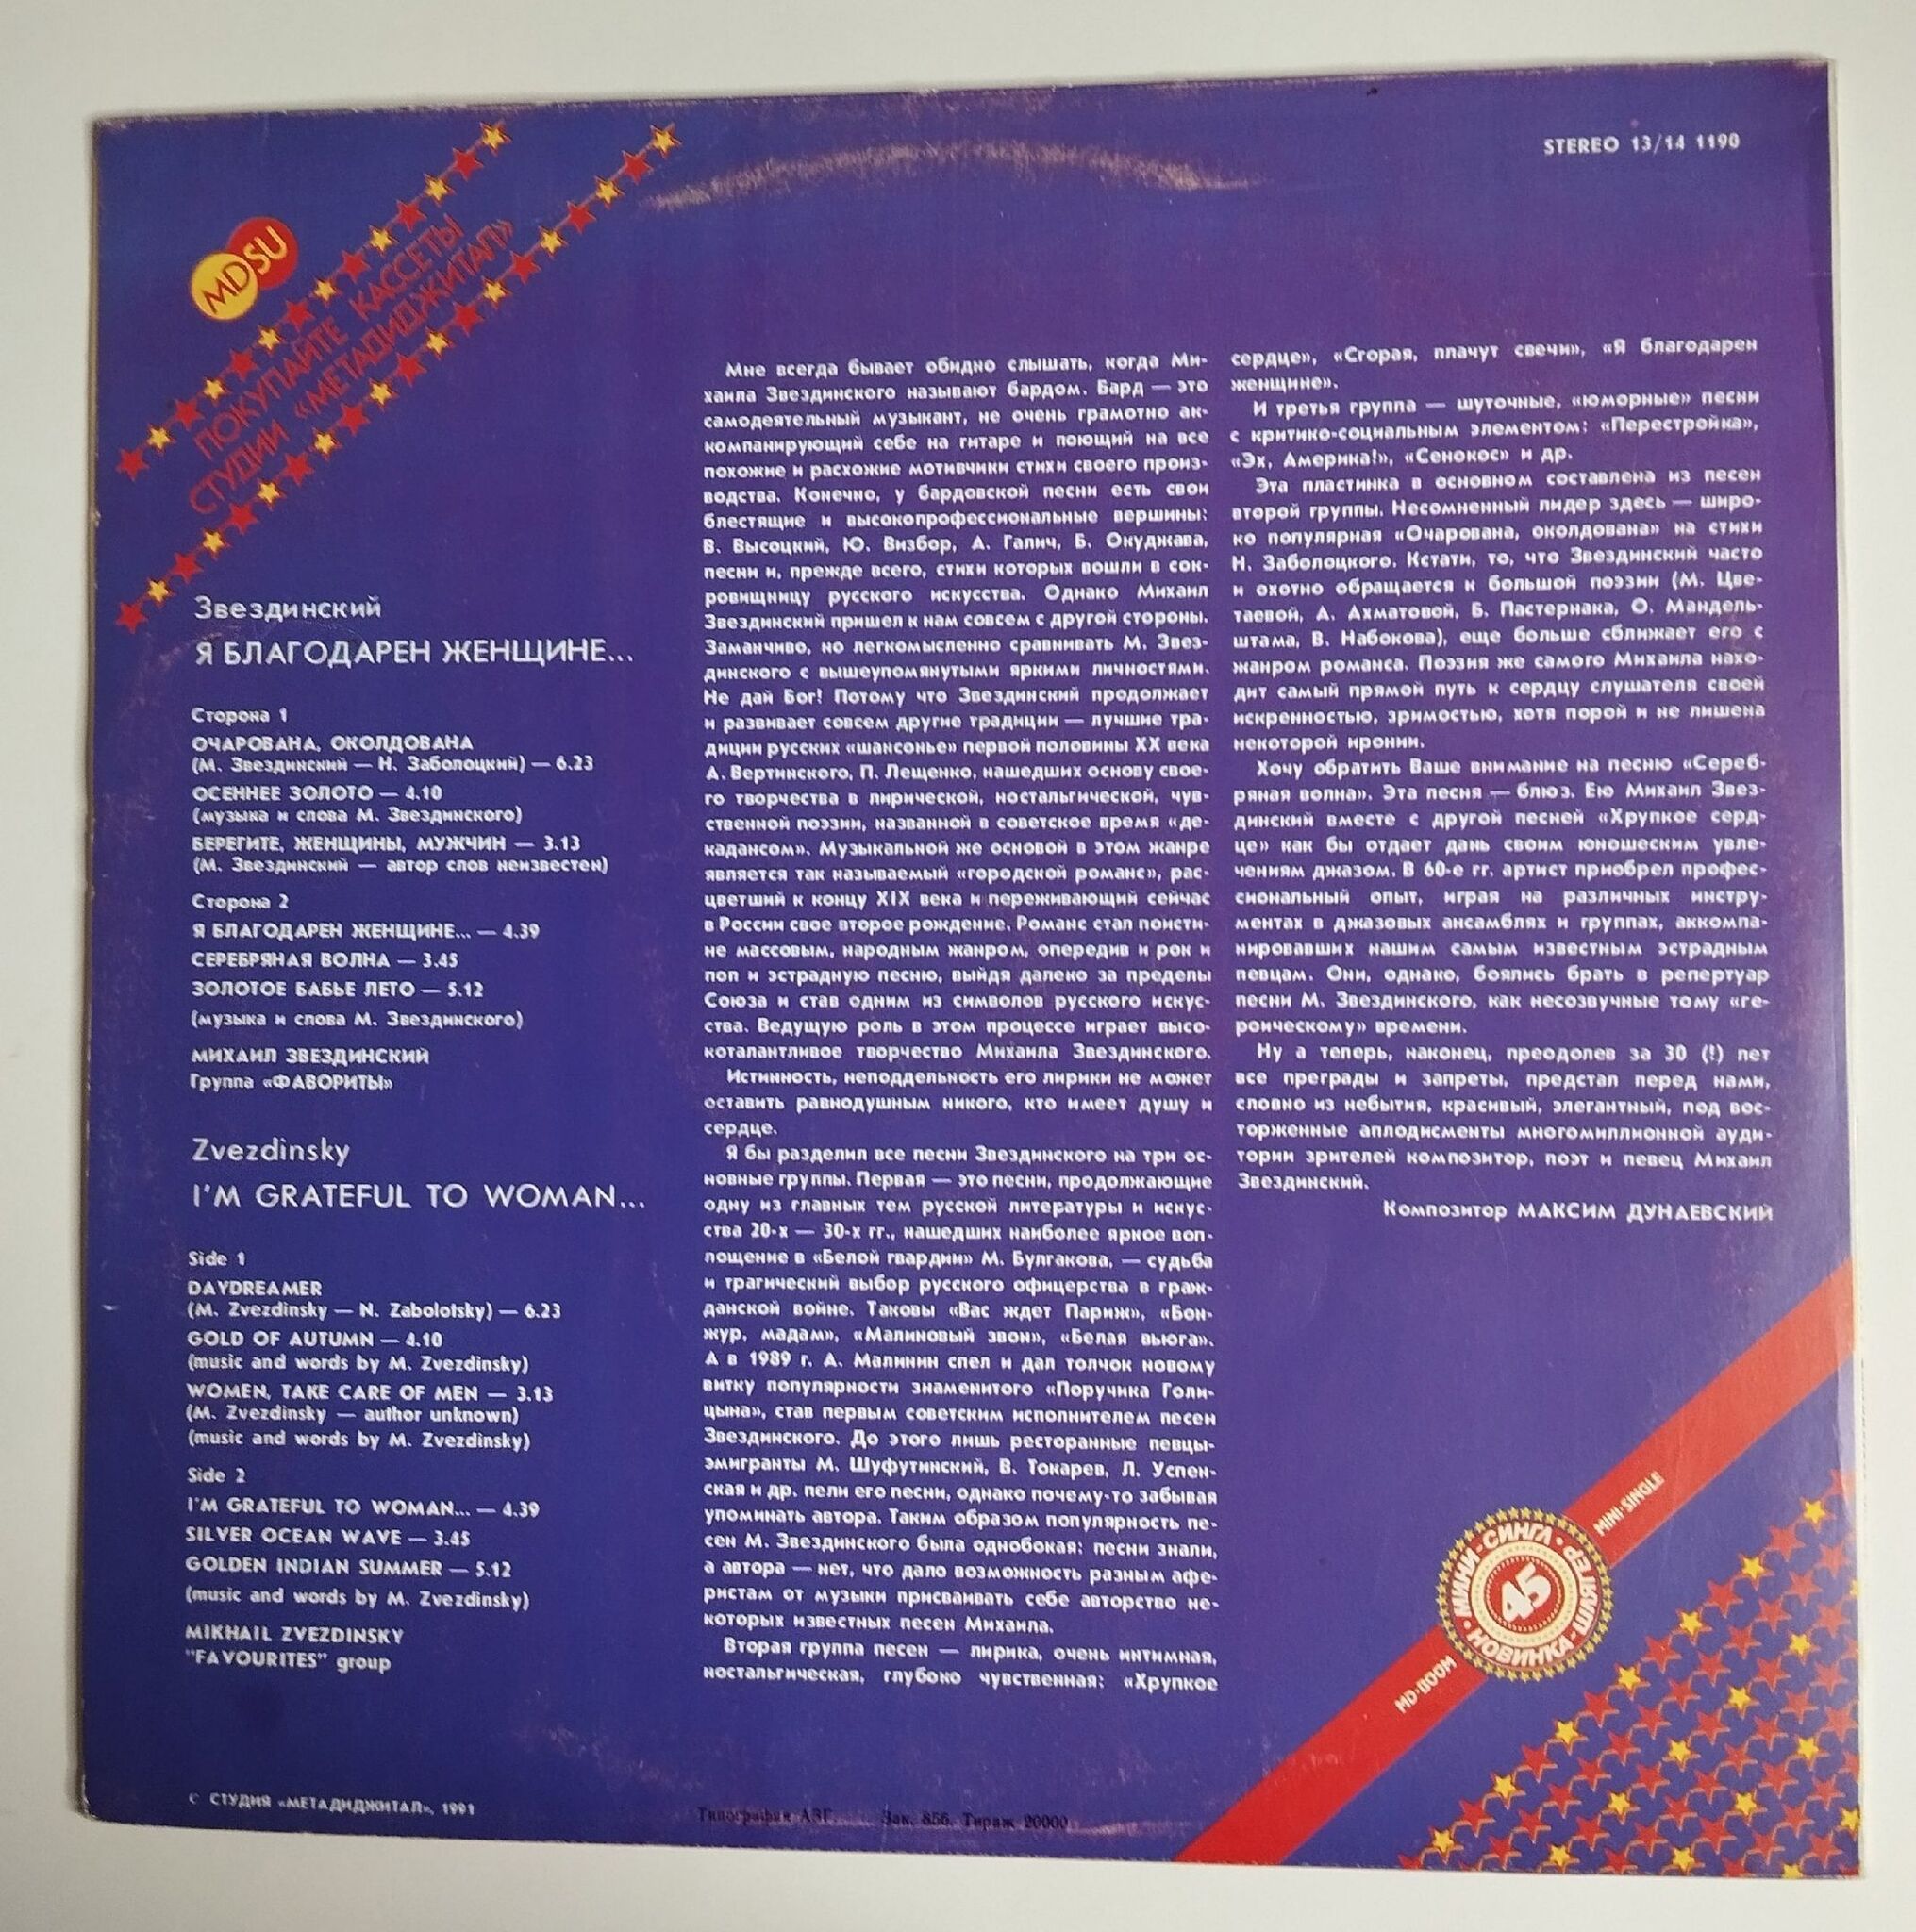 STEREO 13/14 1190
MDSU
ПОКУПАЙТЕ КАССЕТЫ
СТУДИИ «МЕТАДИДЖИТАЛ»
Звездинский
Я БЛАГОДАРЕН ЖЕНЩИНЕ...
Сторона 1
ОЧАРОВАНА, ОКОЛДОВАНА
(М. Звездинский — Н. Заболоцкий) — 6.23
ОСЕННЕЕ ЗОЛОТО — 4.10
(музыка и слова М. Звездинского)
БЕРЕГИТЕ, ЖЕНЩИНЫ, МУЖЧИН — 3.13
(М. Звездинский — автор слов неизвестен)
Сторона 2
Я БЛАГОДАРЕН ЖЕНЩИНЕ... — 4.39
СЕРЕБРЯНАЯ ВОЛНА — 3.45
ЗОЛОТОЕ БАБЬЕ ЛЕТО — 5.12
(музыка и слова М. Звездинского)
МИХАИЛ ЗВЕЗДИНСКИЙ
Группа «ФАВОРИТЫ»
Zvezdinsky
I'M GRATEFUL TO WOMAN...
Side 1
DAYDREAMER
(M. Zvezdinsky — N. Zabolotsky) — 6.23
GOLD OF AUTUMN — 4.10
(music and words by M. Zvezdinsky)
WOMEN, TAKE CARE OF MEN — 3.13
(M. Zvezdinsky — author unknown)
(music and words by M. Zvezdinsky)
Side 2
I'M GRATEFUL TO WOMAN... — 4.39
SILVER OCEAN WAVE — 3.45
GOLDEN INDIAN SUMMER — 5.12
(music and words by M. Zvezdinsky)
MIKHAIL ZVEZDINSKY
"FAVOURITES" group
© СТУДИЯ «МЕТАДИДЖИТАЛ», 1991
Мне всегда бывает обидно слышать, когда Ми-
хаила Звездинского называют бардом. Бард — это
самодеятельный музыкант, не очень грамотно ак-
компанирующий себе на гитаре и поющий на все
похожие и расхожие мотивчики стихи своего произ-
водства. Конечно, у бардовской песни есть свои
блестящие и высокопрофессиональные вершины:
В. Высоцкий, Ю. Визбор, А. Галич, Б. Окуджава,
песни и, прежде всего, стихи которых вошли в сок-
ровищницу русского искусства. Однако Михаил
Звездинский пришел к нам совсем с другой стороны.
Заманчиво, но легкомысленно сравнивать М. Звез-
динского с вышеупомянутыми яркими личностями.
Не дай Бог! Потому что Звездинский продолжает
и развивает совсем другие традиции — лучшие тра-
диции русских «шансонье» первой половины XX века
А. Вертинского, П. Лещенко, нашедших основу свое-
го творчества в лирической, ностальгической, чув-
ственной поэзии, названной в советское время «де-
кадансом». Музыкальной же основой в этом жанре
является так называемый «городской романс», рас-
цветший к концу XIX века и переживающий сейчас
в России свое второе рождение. Романс стал поисти-
не массовым, народным жанром, опередив и рок и
поп и эстрадную песню, выйдя далеко за пределы
Союза и став одним из символов русского искус-
ства. Ведущую роль в этом процессе играет высо-
коталантливое творчество Михаила Звездинского.
Истинность, неподдельность его лирики не может
оставить равнодушным никого, кто имеет душу и
сердце.
Я бы разделил все песни Звездинского на три ос-
новные группы. Первая — это песни, продолжающие
одну из главных тем русской литературы и искус-
ства 20-х — 30-х гг., нашедших наиболее яркое воп-
лощение в «Белой гвардии» М. Булгакова, — судьба
и трагический выбор русского офицерства в граж-
данской войне. Таковы «Вас ждет Париж», «Бон-
жур, мадам», «Малиновый звон», «Белая вьюга».
А в 1989 г. А. Малинин спел и дал толчок новому
витку популярности знаменитого «Поручика Голи-
цына», став первым советским исполнителем песен
Звездинского. До этого лишь ресторанные певцы-
эмигранты М. Шуфутинский, В. Токарев, Л. Успен-
ская и др. пели его песни, однако почему-то забывая
упоминать автора. Таким образом популярность пе-
сен М. Звездинского была однобокая: песни знали,
а автора — нет, что дало возможность разным афе-
ристам от музыки присваивать себе авторство не-
которых известных песен Михаила.
Вторая группа песен — лирика, очень интимная,
ностальгическая, глубоко чувственная: «Хрупкое
сердце», «Сгорая, плачут свечи», «Я благодарен
женщине».
И третья группа — шуточные, «юморные» песни
с критико-социальным элементом: «Перестройка»,
«Эх, Америка!», «Сенокос» и др.
Эта пластинка в основном составлена из песен
второй группы. Несомненный лидер здесь — широ-
ко популярная «Очарована, околдована» на стихи
Н. Заболоцкого. Кстати, то, что Звездинский часто
и охотно обращается к большой поэзии (М. Цве-
таевой, А. Ахматовой, Б. Пастернака, О. Мандель-
штама, В. Набокова), еще больше сближает его с
жанром романса. Поэзия же самого Михаила нахо-
дит самый прямой путь к сердцу слушателя своей
искренностью, зримостью, хотя порой и не лишена
некоторой иронии.
Хочу обратить Ваше внимание на песню «Сереб-
ряная волна». Эта песня — блюз. Ею Михаил Звез-
динский вместе с другой песней «Хрупкое серд-
це» как бы отдает дань своим юношеским увле-
чениям джазом. В 60-е гг. артист приобрел профес-
сиональный опыт, играя на различных инстру-
ментах в джазовых ансамблях и группах, аккомпа-
нировавших нашим самым известным эстрадным
певцам. Они, однако, боялись брать в репертуар
песни М. Звездинского, как несозвучные тому «ге-
роическому» времени.
Ну а теперь, наконец, преодолев за 30 (!) лет
все преграды и запреты, предстал перед нами,
словно из небытия, красивый, элегантный, под вос-
торженные аплодисменты многомиллионной ауди-
тории зрителей композитор, поэт и певец Михаил
Звездинский.
Композитор МАКСИМ ДУНАЕВСКИЙ
MINI-SINGLE
МИНИ-СИНГЛ • НОВИНКА-ШЛЯГЕР •
45
MD-BOOM
Типография АЗГ. Зак. 856. Тираж 20000